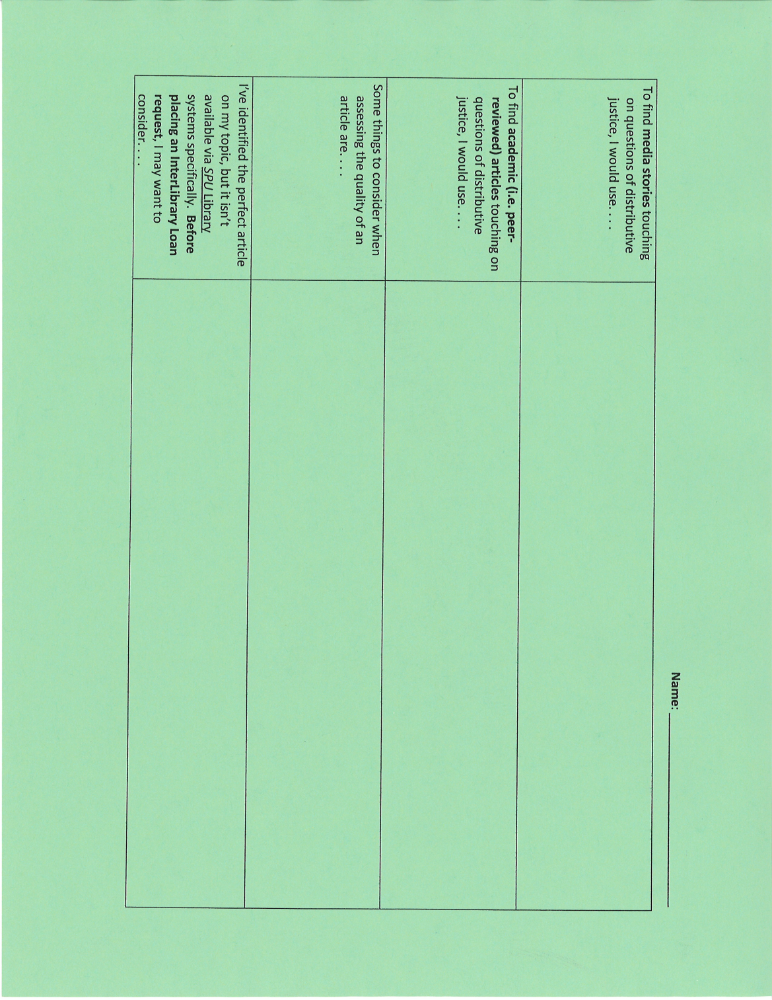 Name: ____________________
To find media stories touching
on questions of distributive
justice, I would use. . . .
To find academic (i.e. peer-
reviewed) articles touching on
questions of distributive
justice, I would use. . . .
Some things to consider when
assessing the quality of an
article are. . . .
I've identified the perfect article
on my topic, but it isn't
available via SPU Library
systems specifically. Before
placing an InterLibrary Loan
request, I may want to
consider. . . .